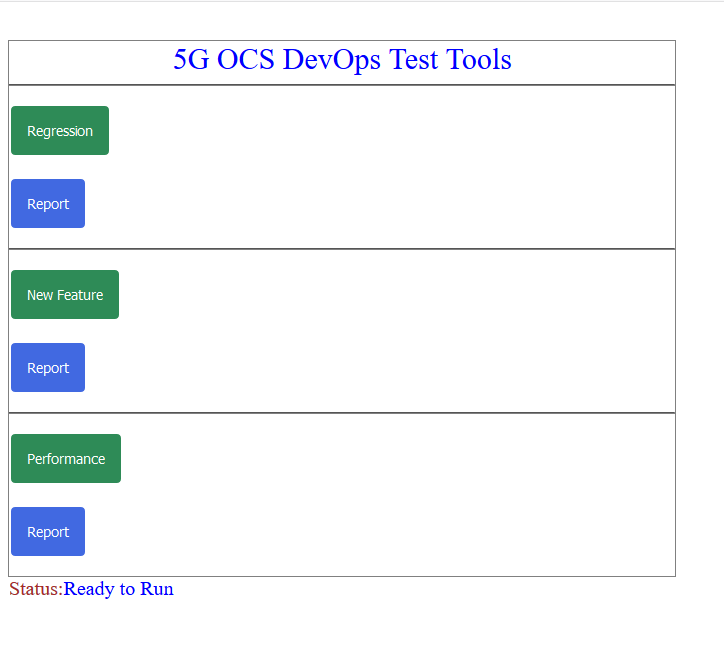 5G OCS DevOps Test Tools
Regression
Report
New Feature
Report
Performance
Report
Status:Ready to Run